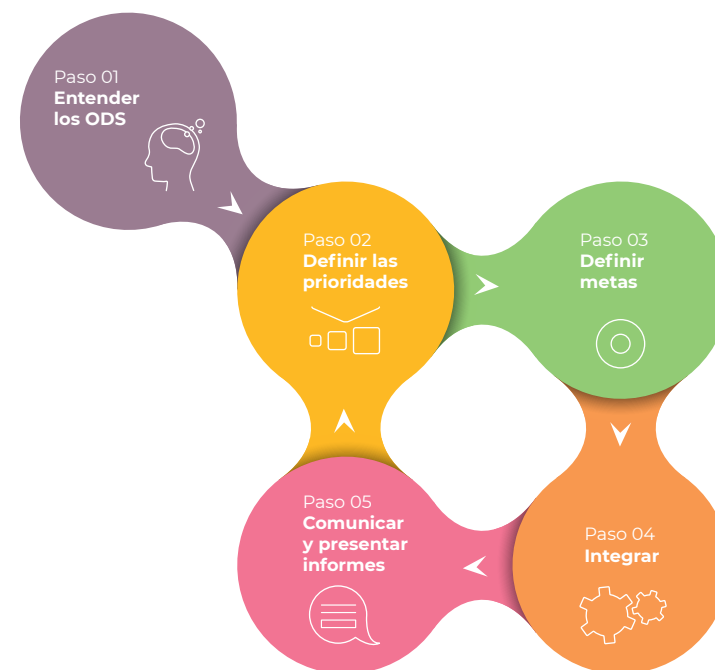 Paso 01
Entender
los ODS
Paso 02
Definir las
prioridades
Paso 03
Definir
metas
Paso 04
Integrar
Paso 05
Comunicar
y presentar
informes